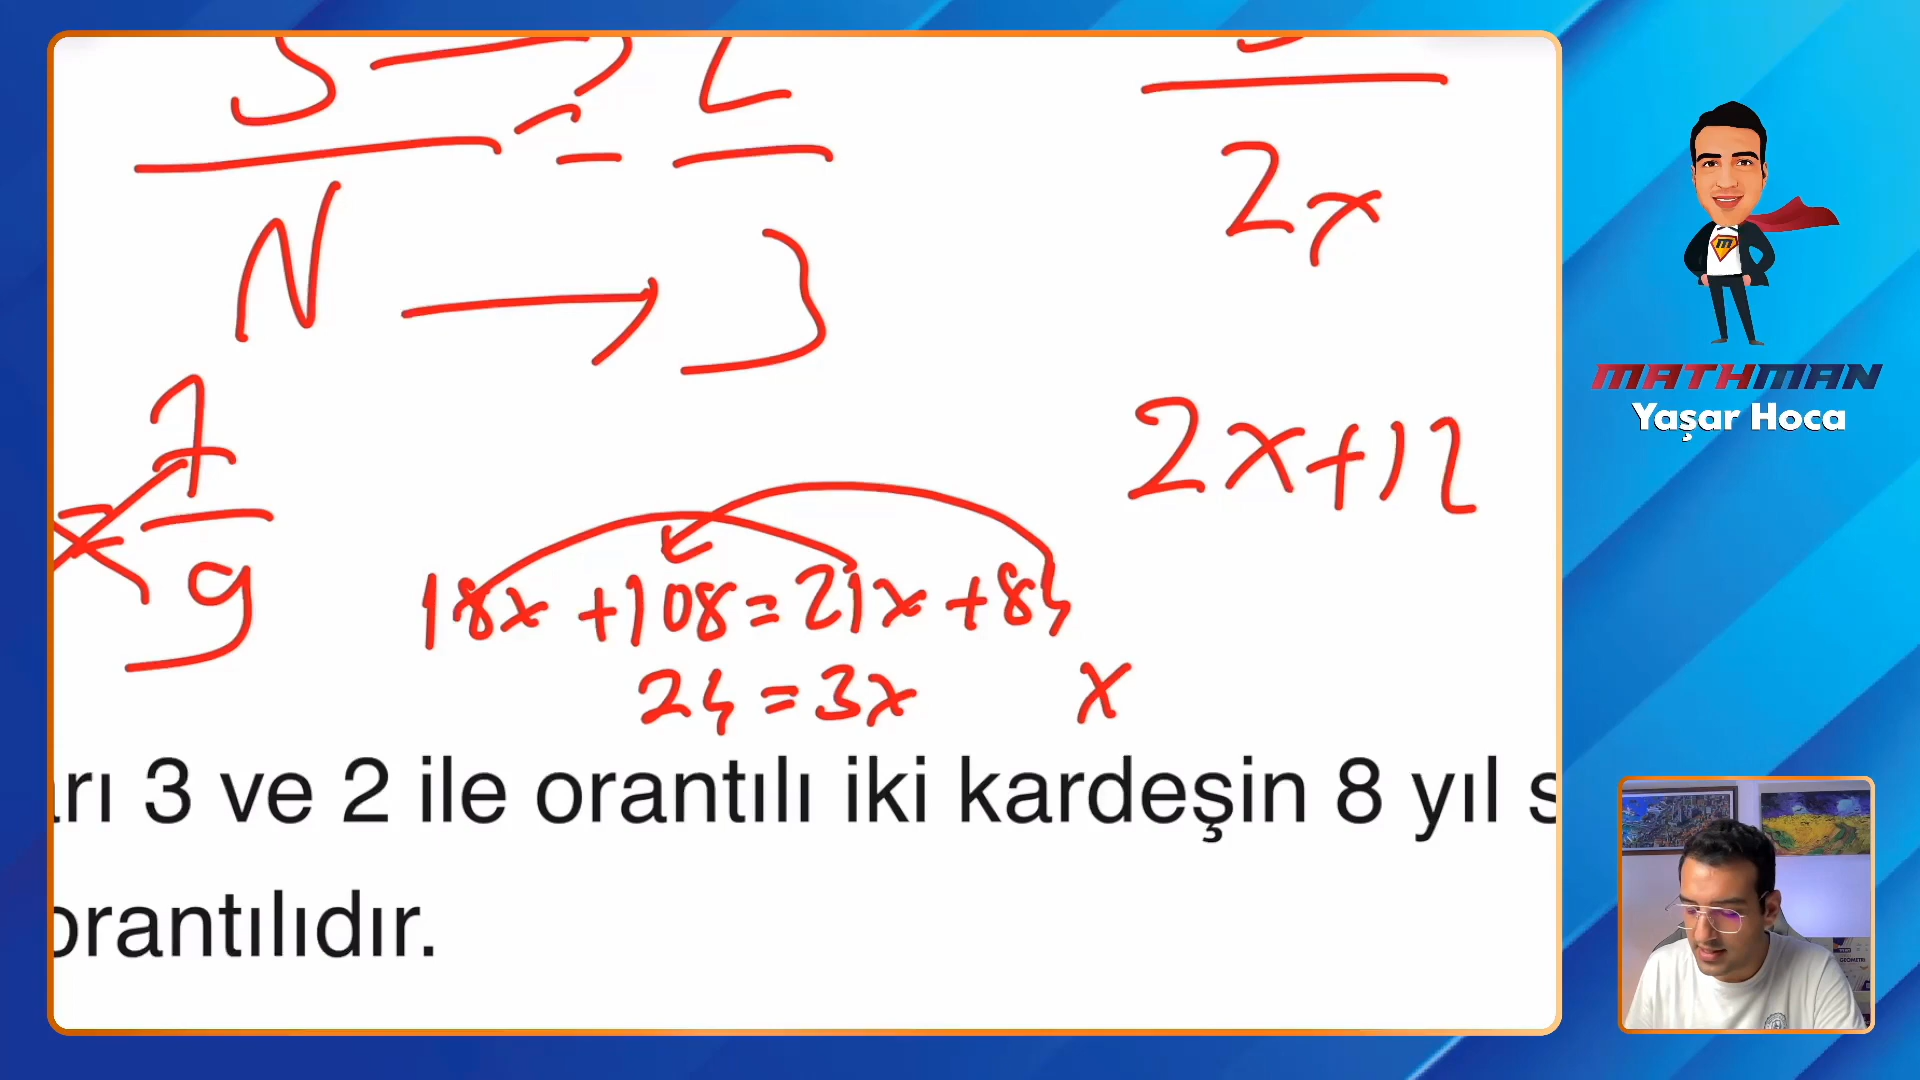 2x
N → 3
7
9
2x+12
18x +108=21x+84
24=3x x
rı 3 ve 2 ile orantılı iki kardeşin 8 yıl s
orantılıdır.
MATHMAN
Yaşar Hoca